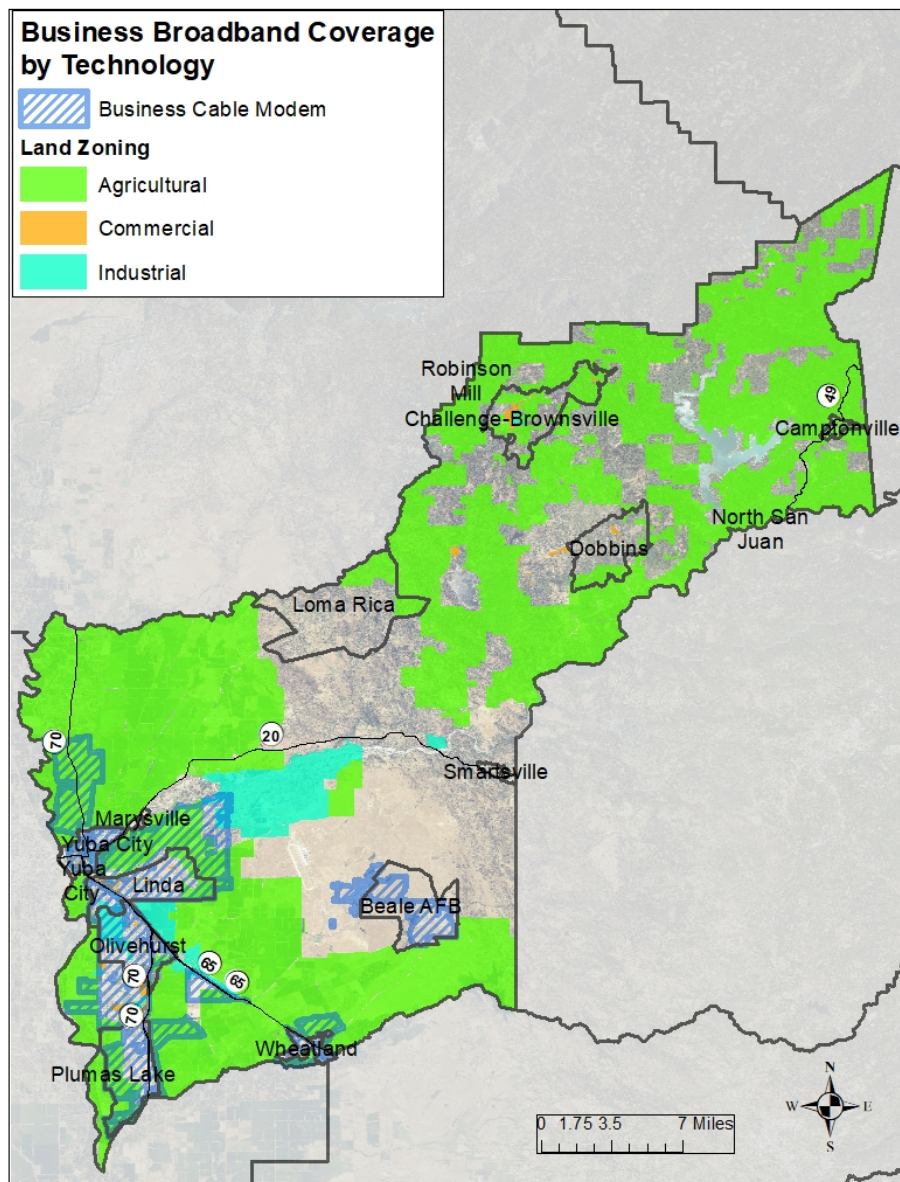 Business Broadband Coverage
by Technology
Business Cable Modem
Land Zoning
Agricultural
Commercial
Industrial
Robinson
Mill
Challenge-Brownsville
49
Camptonville
North San
Juan
Dobbins
Loma Rica
70
20
Smartsville
Marysville
Yuba City
Yuba
City
Linda
Beale AFB
Olivehurst
65
65
70
70
Wheatland
Plumas Lake
N
W
E
S
0 1.75 3.5 7 Miles